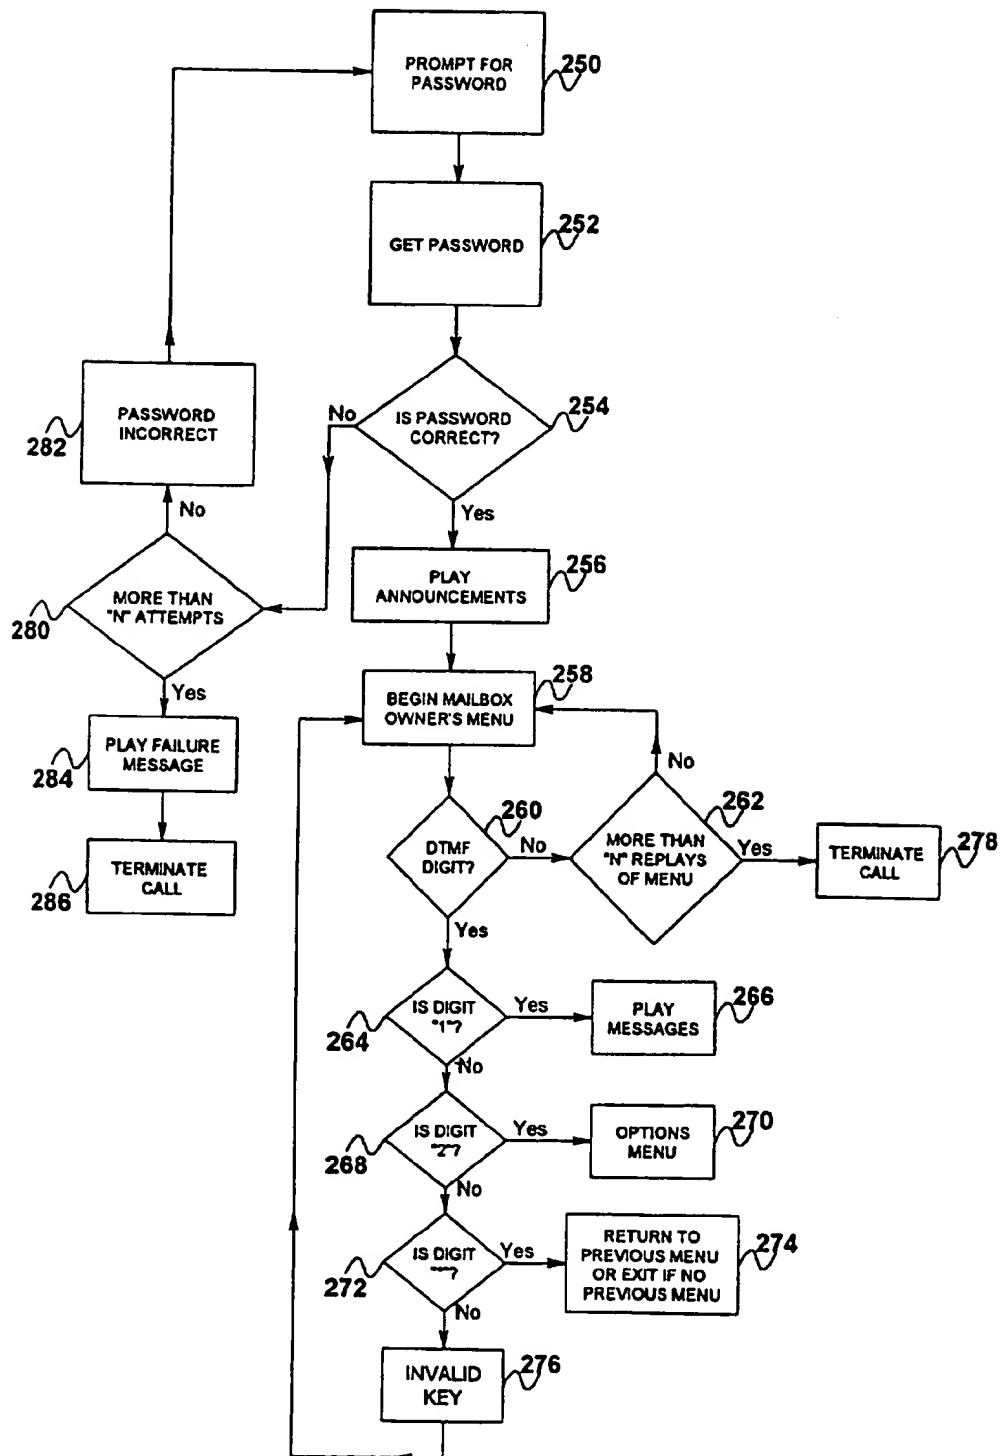 PROMPT FOR
PASSWORD
250
GET PASSWORD
252
IS PASSWORD
CORRECT?
254
No
Yes
PASSWORD
INCORRECT
282
No
MORE THAN
"N" ATTEMPTS
280
Yes
PLAY FAILURE
MESSAGE
284
TERMINATE
CALL
286
PLAY
ANNOUNCEMENTS
256
BEGIN MAILBOX
OWNER'S MENU
258
DTMF
DIGIT?
260
No
Yes
MORE THAN
"N" REPLAYS
OF MENU
262
No
Yes
TERMINATE
CALL
278
IS DIGIT
"1"?
264
Yes
No
PLAY
MESSAGES
266
IS DIGIT
"2"?
268
Yes
No
OPTIONS
MENU
270
IS DIGIT
"*"?
272
Yes
No
RETURN TO
PREVIOUS MENU
OR EXIT IF NO
PREVIOUS MENU
274
INVALID
KEY
276